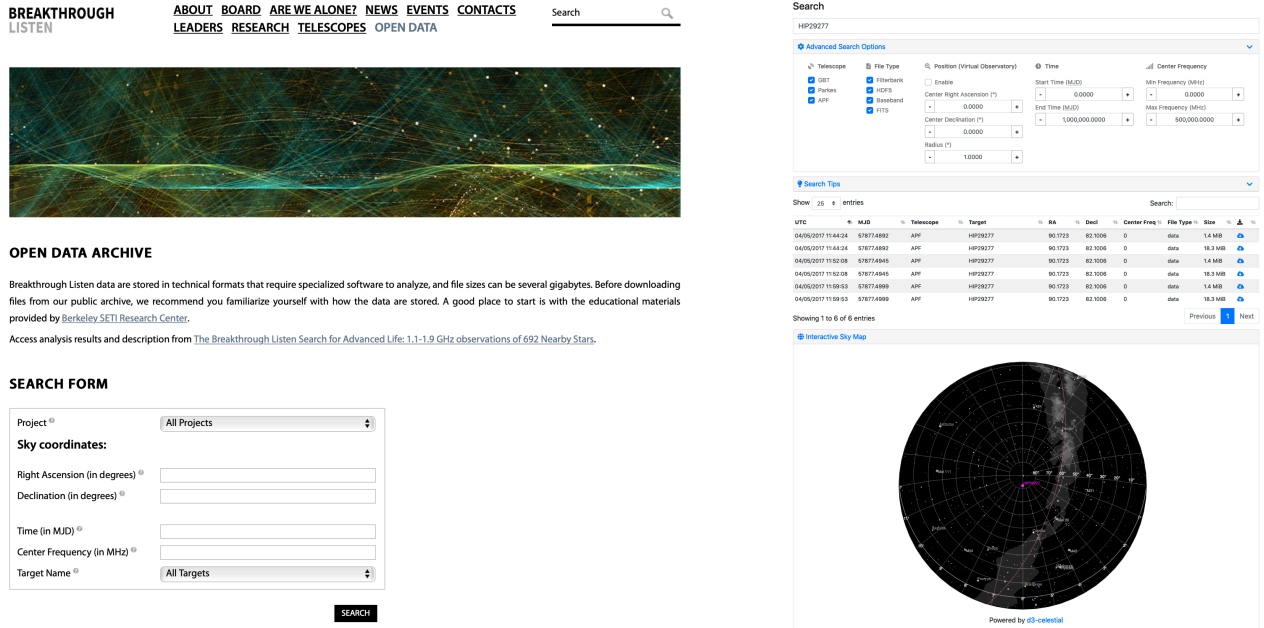 BREAKTHROUGH
LISTEN
ABOUT BOARD ARE WE ALONE? NEWS EVENTS CONTACTS
LEADERS RESEARCH TELESCOPES OPEN DATA
Search
OPEN DATA ARCHIVE
Breakthrough Listen data are stored in technical formats that require specialized software to analyze, and file sizes can be several gigabytes. Before downloading
files from our public archive, we recommend you familiarize yourself with how the data are stored. A good place to start is with the educational materials
provided by Berkeley SETI Research Center.
Access analysis results and description from The Breakthrough Listen Search for Advanced Life: 1.1-1.9 GHz observations of 692 Nearby Stars.
SEARCH FORM
Project
All Projects
Sky coordinates:
Right Ascension (in degrees)
Declination (in degrees)
Time (in MJD)
Center Frequency (in MHz)
Target Name
All Targets
SEARCH
Search
HIP29277
Advanced Search Options
Telescope
GBT
Parkes
APF
File Type
Filterbank
HDF5
Baseband
FITS
Position (Virtual Observatory)
Enable
Center Right Ascension (°)
- 0.0000 +
Center Declination (°)
- 0.0000 +
Radius (°)
- 1.0000 +
Time
Start Time (MJD)
- 0.0000 +
End Time (MJD)
- 1,000,000.0000 +
Center Frequency
Min Frequency (MHz)
- 0.0000 +
Max Frequency (MHz)
- 500,000.0000 +
Search Tips
Show 25 entries
Search:
UTC MJD Telescope Target RA Decl Center Freq File Type Size
04/05/2017 11:44:24 57877.4892 APF HIP29277 90.1723 82.1006 0 data 1.4 MiB
04/05/2017 11:44:24 57877.4892 APF HIP29277 90.1723 82.1006 0 data 18.3 MiB
04/05/2017 11:52:08 57877.4945 APF HIP29277 90.1723 82.1006 0 data 1.4 MiB
04/05/2017 11:52:08 57877.4945 APF HIP29277 90.1723 82.1006 0 data 18.3 MiB
04/05/2017 11:59:53 57877.4999 APF HIP29277 90.1723 82.1006 0 data 1.4 MiB
04/05/2017 11:59:53 57877.4999 APF HIP29277 90.1723 82.1006 0 data 18.3 MiB
Showing 1 to 6 of 6 entries
Previous 1 Next
Interactive Sky Map
Powered by d3-celestial